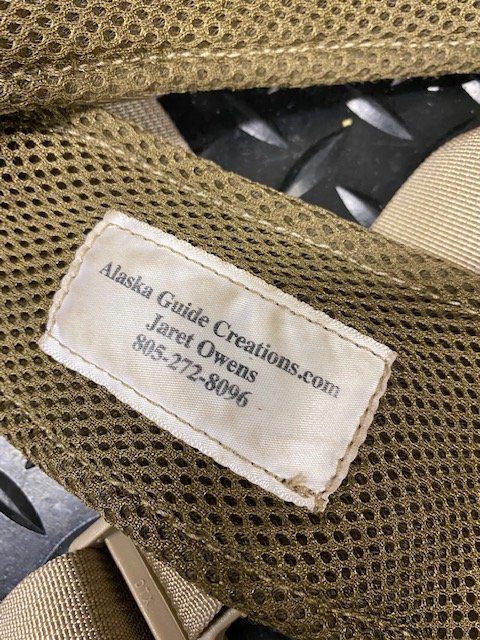 Alaska Guide Creations.com
Jaret Owens
805-272-8096